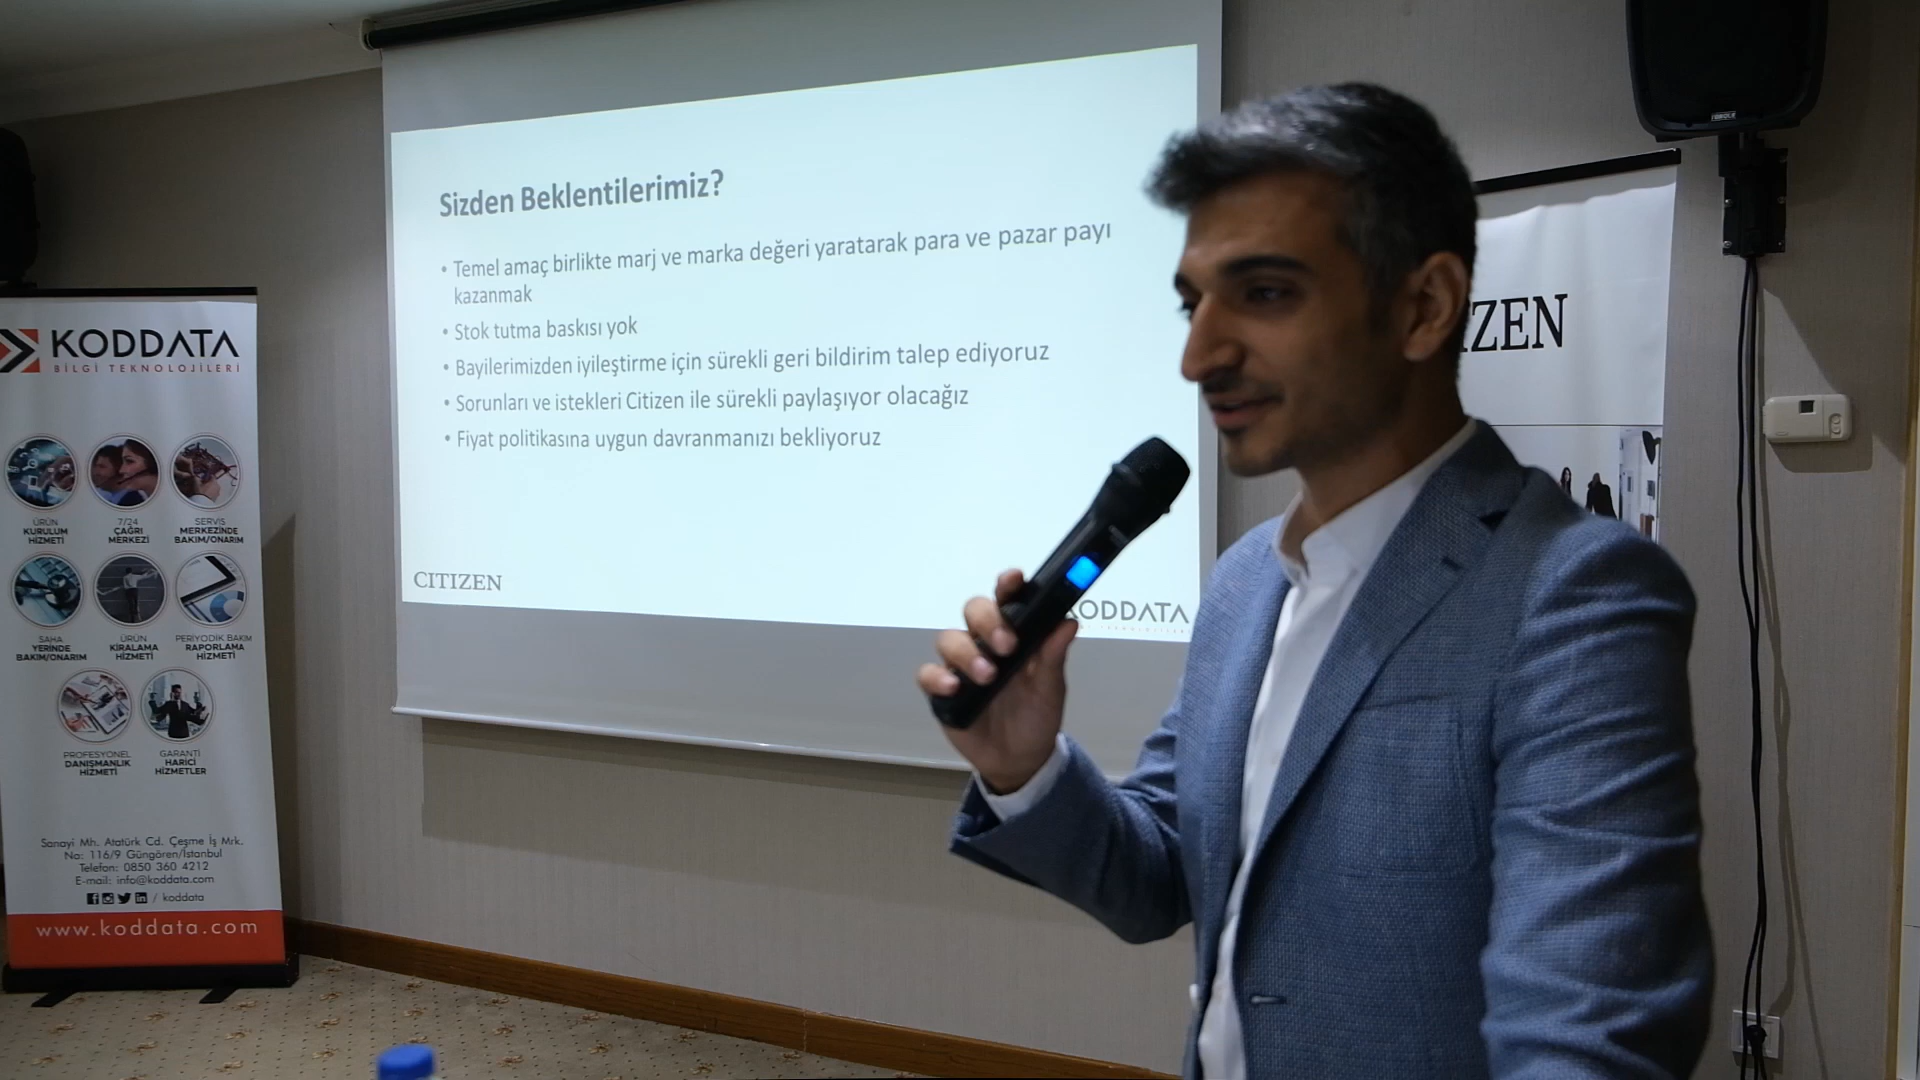 Sizden Beklentilerimiz?
• Temel amaç birlikte marj ve marka değeri yaratarak para ve pazar payı
kazanmak
• Stok tutma baskısı yok
• Bayilerimizden iyileştirme için sürekli geri bildirim talep ediyoruz
• Sorunları ve istekleri Citizen ile sürekli paylaşıyor olacağız
• Fiyat politikasına uygun davranmanızı bekliyoruz
CITIZEN
KODDATA
KODDATA
BİLGİ TEKNOLOJİLERİ
ÜRÜN
KURULUM
HİZMETİ
7/24
ÇAĞRI
MERKEZİ
SERVİS
MERKEZİNDE
BAKIM/ONARIM
SAHA
YERİNDE
BAKIM/ONARIM
ÜRÜN
KİRALAMA
HİZMETİ
PERİYODİK BAKIM
RAPORLAMA
HİZMETİ
PROFESYONEL
DANIŞMANLIK
HİZMETİ
GARANTİ
HARİCİ
HİZMETLER
Sanayi Mh. Atatürk Cd. Çeşme İş Mrk.
No: 116/9 Güngören/İstanbul
Telefon: 0850 360 4212
E-mail: info@koddata.com
/ koddata
www.koddata.com
IZEN